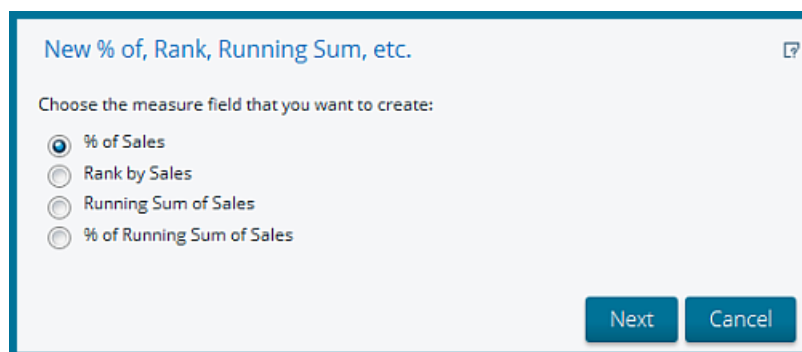 New % of, Rank, Running Sum, etc.
Choose the measure field that you want to create:
% of Sales
Rank by Sales
Running Sum of Sales
% of Running Sum of Sales
Next Cancel